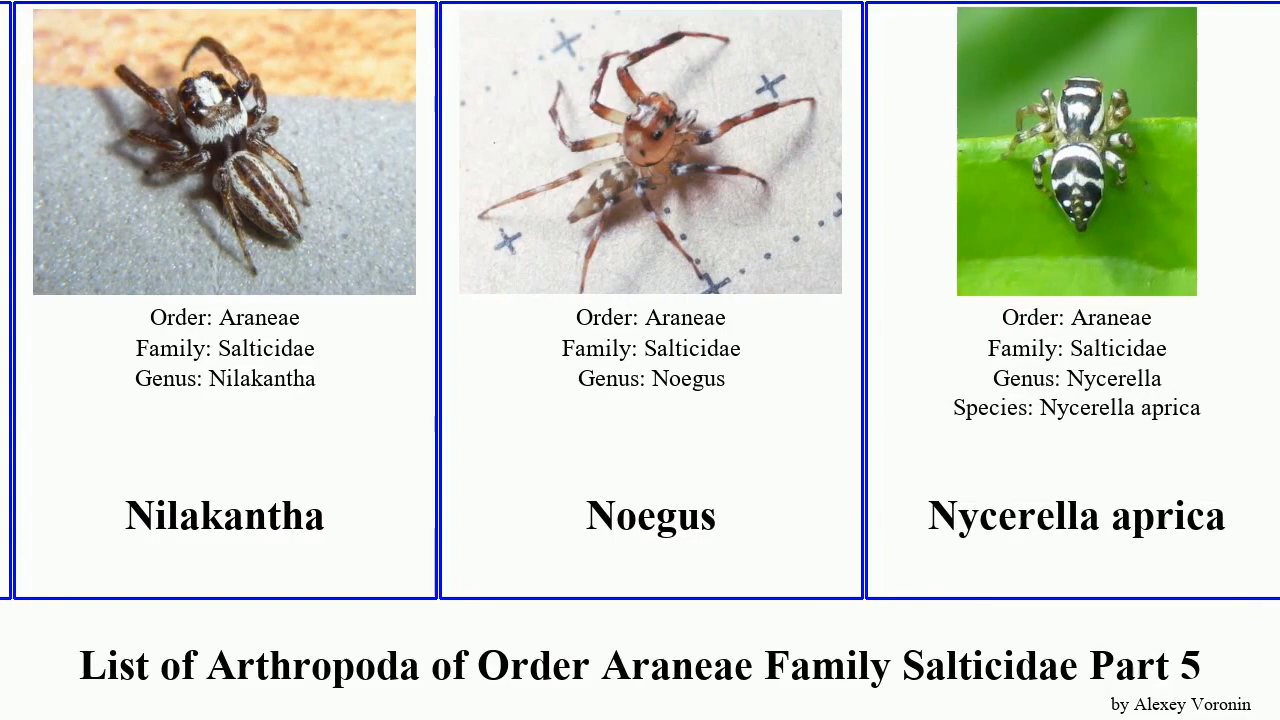 Order: Araneae
Family: Salticidae
Genus: Nilakantha
Nilakantha
Order: Araneae
Family: Salticidae
Genus: Noegus
Noegus
Order: Araneae
Family: Salticidae
Genus: Nycerella
Species: Nycerella aprica
Nycerella aprica
List of Arthropoda of Order Araneae Family Salticidae Part 5
by Alexey Voronin